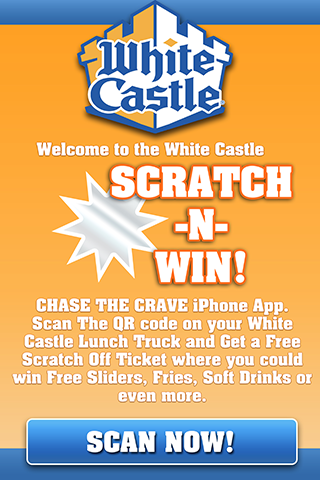 White
Castle
Welcome to the White Castle
SCRATCH
-N-
WIN!
CHASE THE CRAVE iPhone App.
Scan The QR code on your White
Castle Lunch Truck and Get a Free
Scratch Off Ticket where you could
win Free Sliders, Fries, Soft Drinks or
even more.
SCAN NOW!